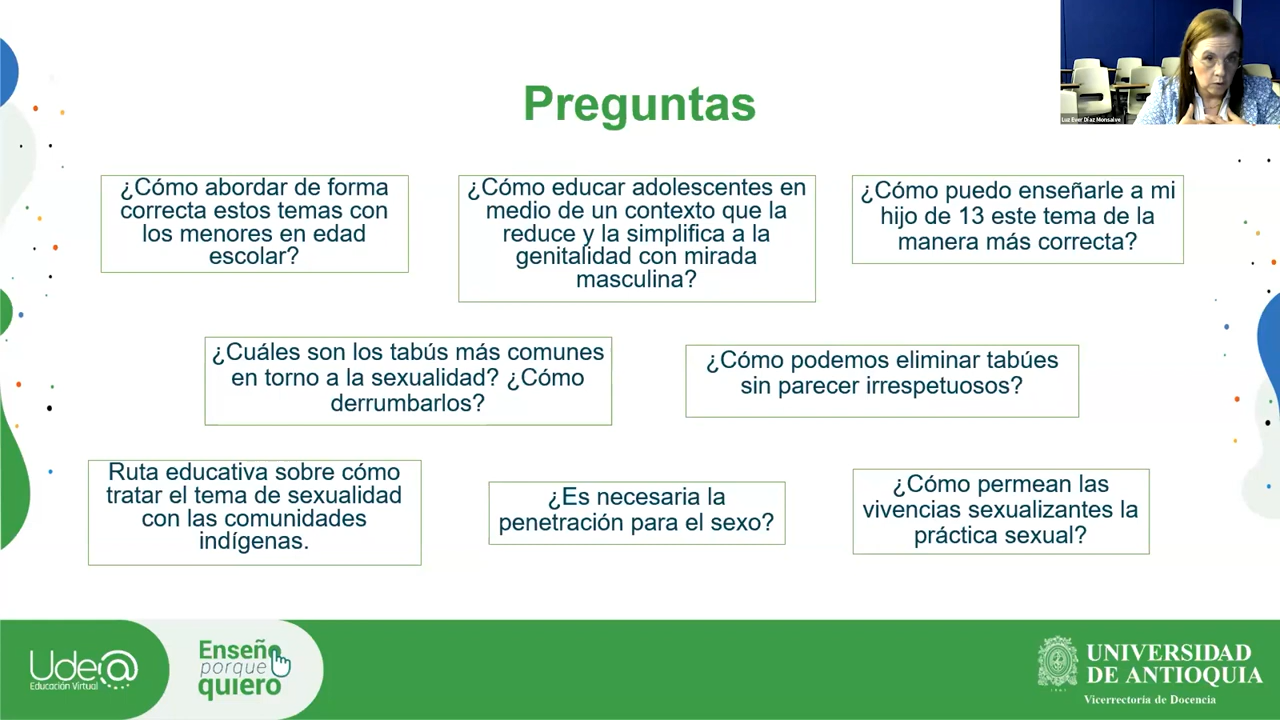 Luz Ever Díaz Monsalve
Preguntas
¿Cómo abordar de forma
correcta estos temas con
los menores en edad
escolar?
¿Cómo educar adolescentes en
medio de un contexto que la
reduce y la simplifica a la
genitalidad con mirada
masculina?
¿Cómo puedo enseñarle a mi
hijo de 13 este tema de la
manera más correcta?
¿Cuáles son los tabús más comunes
en torno a la sexualidad? ¿Cómo
derrumbarlos?
¿Cómo podemos eliminar tabúes
sin parecer irrespetuosos?
Ruta educativa sobre cómo
tratar el tema de sexualidad
con las comunidades
indígenas.
¿Es necesaria la
penetración para el sexo?
¿Cómo permean las
vivencias sexualizantes la
práctica sexual?
Ude@
Educación Virtual
Enseño
porque
quiero
UNIVERSIDAD
DE ANTIOQUIA
Vicerrectoría de Docencia